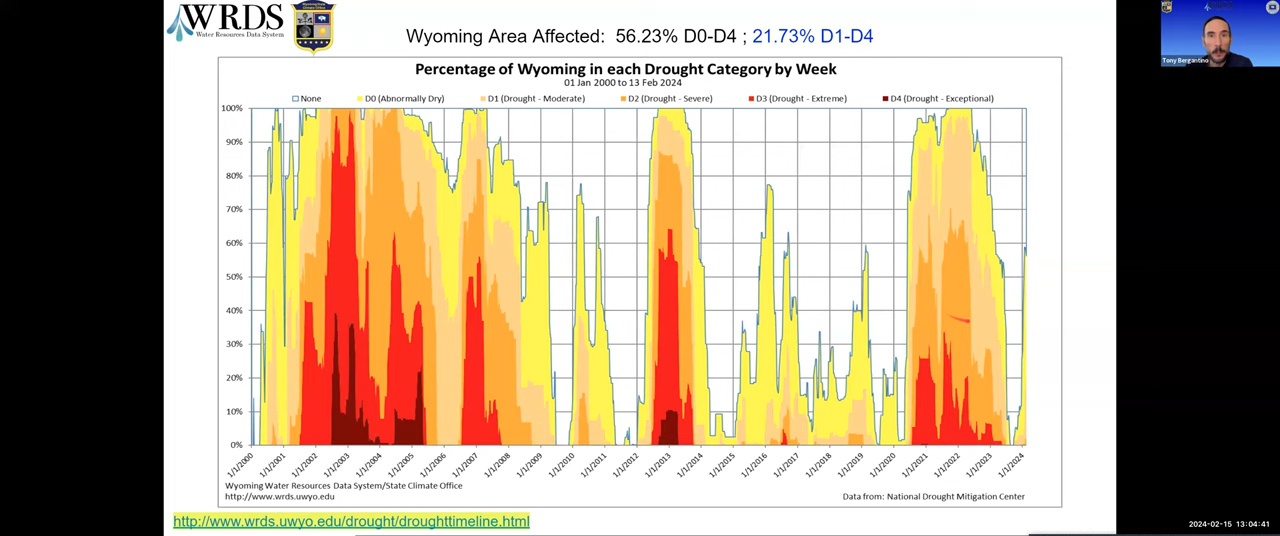 WRDS
Water Resources Data System
Wyoming State
Climate Office
Wyoming Area Affected: 56.23% D0-D4 ; 21.73% D1-D4
Tony Bergantino
Percentage of Wyoming in each Drought Category by Week
01 Jan 2000 to 13 Feb 2024
None D0 (Abnormally Dry) D1 (Drought - Moderate) D2 (Drought - Severe) D3 (Drought - Extreme) D4 (Drought - Exceptional)
100%
90%
80%
70%
60%
50%
40%
30%
20%
10%
0%
1/1/2000 1/1/2001 1/1/2002 1/1/2003 1/1/2004 1/1/2005 1/1/2006 1/1/2007 1/1/2008 1/1/2009 1/1/2010 1/1/2011 1/1/2012 1/1/2013 1/1/2014 1/1/2015 1/1/2016 1/1/2017 1/1/2018 1/1/2019 1/1/2020 1/1/2021 1/1/2022 1/1/2023 1/1/2024
Wyoming Water Resources Data System/State Climate Office
http://www.wrds.uwyo.edu
Data from: National Drought Mitigation Center
http://www.wrds.uwyo.edu/drought/droughttimeline.html
2024-02-15 13:04:41